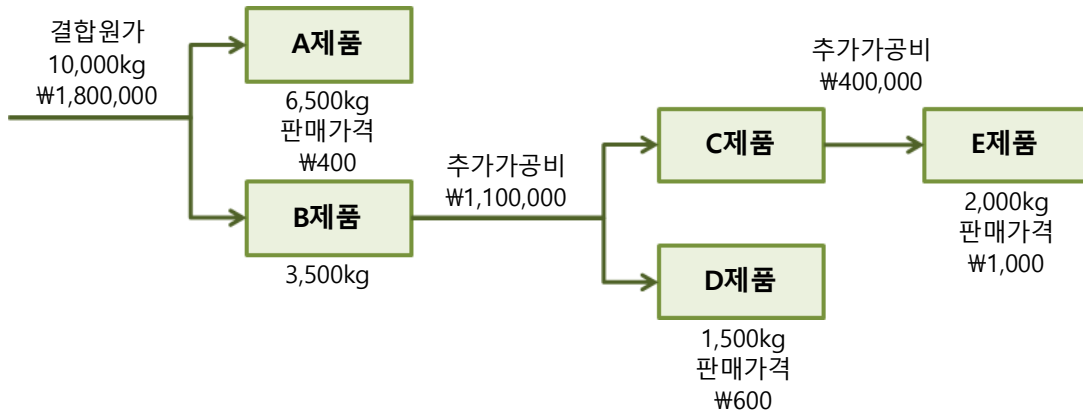 결합원가
10,000kg
₩1,800,000
A제품
6,500kg
판매가격
₩400
B제품
3,500kg
추가가공비
₩1,100,000
C제품
추가가공비
₩400,000
E제품
2,000kg
판매가격
₩1,000
D제품
1,500kg
판매가격
₩600